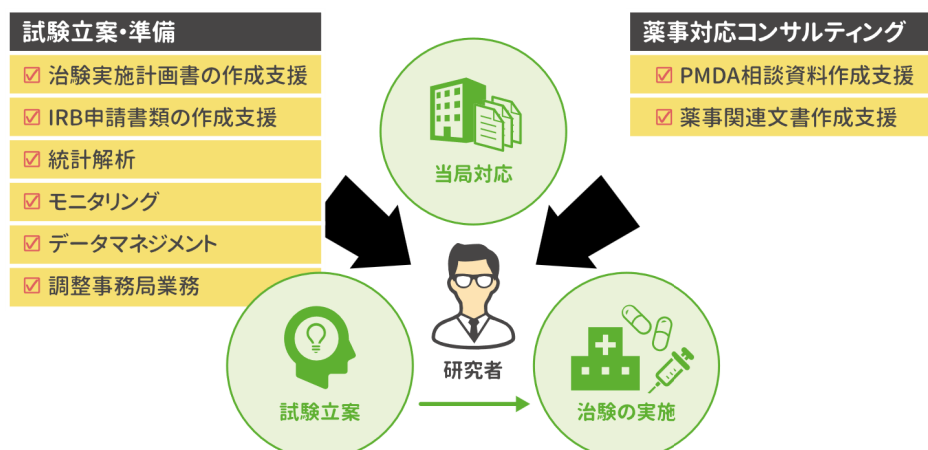 試験立案・準備
治験実施計画書の作成支援
IRB申請書類の作成支援
統計解析
モニタリング
データマネジメント
調整事務局業務
薬事対応コンサルティング
PMDA相談資料作成支援
薬事関連文書作成支援
当局対応
研究者
試験立案
治験の実施